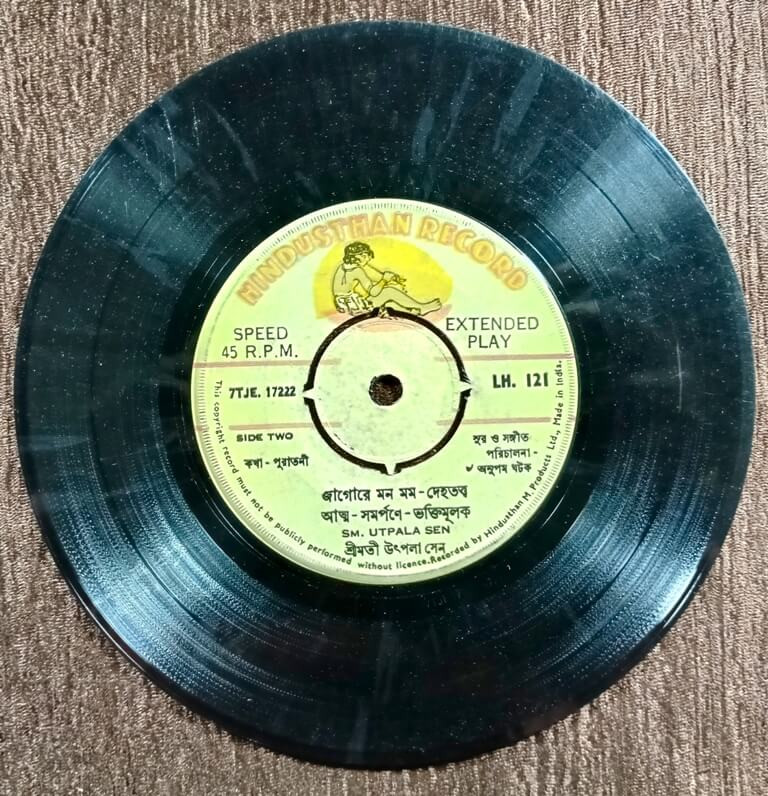 HINDUSTHAN RECORD
SPEED
45 R.P.M.
EXTENDED
PLAY
7TJE. 17222
LH. 121
SIDE TWO
কথা - পুরাতনী
সুর ও সঙ্গীত
পরিচালনা -
✓ অনুপম ঘটক
জাগোরে মন মম - দেহতত্ব
আত্ম - সমর্পণে - ভক্তিমূলক
SM. UTPALA SEN
শ্রীমতী উৎপলা সেন
This copyright record must not be publicly performed without licence. Recorded by Hindusthan M. Products Ltd., Made in India.